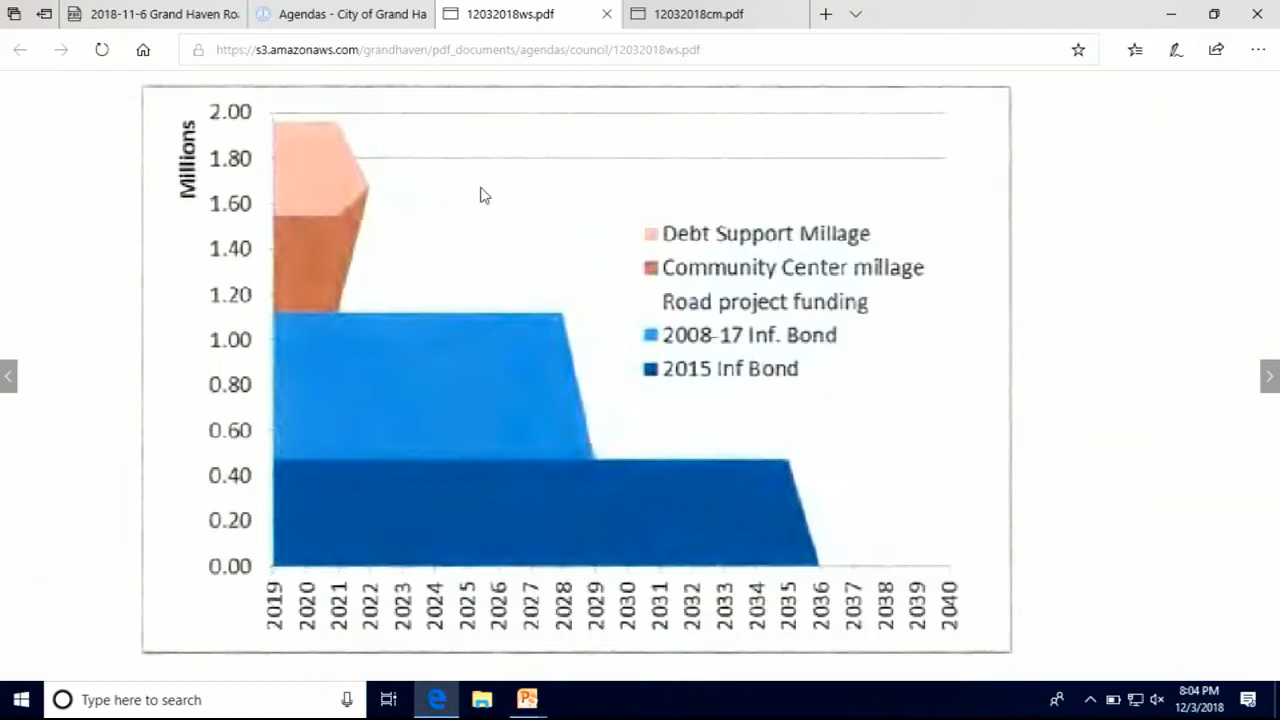 2018-11-6 Grand Haven Ro
Agendas - City of Grand Ha
12032018ws.pdf
12032018cm.pdf
https://s3.amazonaws.com/grandhaven/pdf_documents/agendas/council/12032018ws.pdf
Millions
2.00
1.80
1.60
1.40
1.20
1.00
0.80
0.60
0.40
0.20
0.00
Debt Support Millage
Community Center millage
Road project funding
2008-17 Inf. Bond
2015 Inf Bond
2019 2020 2021 2022 2023 2024 2025 2026 2027 2028 2029 2030 2031 2032 2033 2034 2035 2036 2037 2038 2039 2040
Type here to search
8:04 PM
12/3/2018